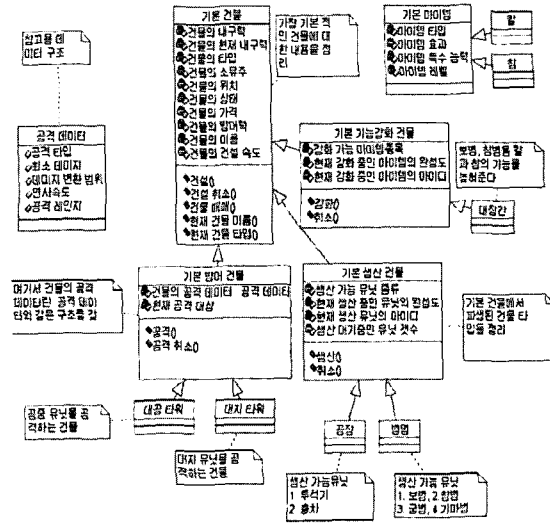 기본 건물
건물의 내구력
건물의 현재 내구력
건물의 타입
건물의 소유주
건물의 위치
건물의 상태
건물의 가격
건물의 방어력
건물의 이름
건물의 건설 속도
건설()
건설 취소()
건물 매매()
현재 건물 이름()
현재 건물 타입()
가장 기본 적
인 건물에 대
한 내용을 정
리
기본 아이템
아이템 타입
아이템 효과
아이템 특수 능력
아이템 레벨
칼
창
참고용 데
이터 구조
공격 데이터
공격 타입
최소 데미지
데미지 변환 범위
연사속도
공격 레인지
기본 기능강화 건물
강화 가능 아이템종목
현재 강화 중인 아이템의 완성도
현재 강화 중인 아이템의 아이디
강화()
취소()
보병, 창병용 칼
과 창의 기능을
높여준다
대장간
기본 방어 건물
건물의 공격 데이터 공격 데이타
현재 공격 대상
공격()
공격 취소()
여기서 건물의 공격
데이타란 공격 데이
타와 같은 구조를 갖
기본 생산 건물
생산 가능 유닛 종류
현재 생산 중인 유닛의 완성도
현재 생산 유닛의 아이디
생산 대기중인 유닛 갯수
생산()
취소()
기본 건물에서
파생된 건물 타
입들 정리
공중 유닛을 공
격하는 건물
대공 타워
대지 타워
대지 유닛을 공
격하는 건물
공장
병영
생산 가능유닛
1 투석기
2 충차
생산 가능 유닛
1. 보병, 2 창병
3. 궁병, 4 기마병